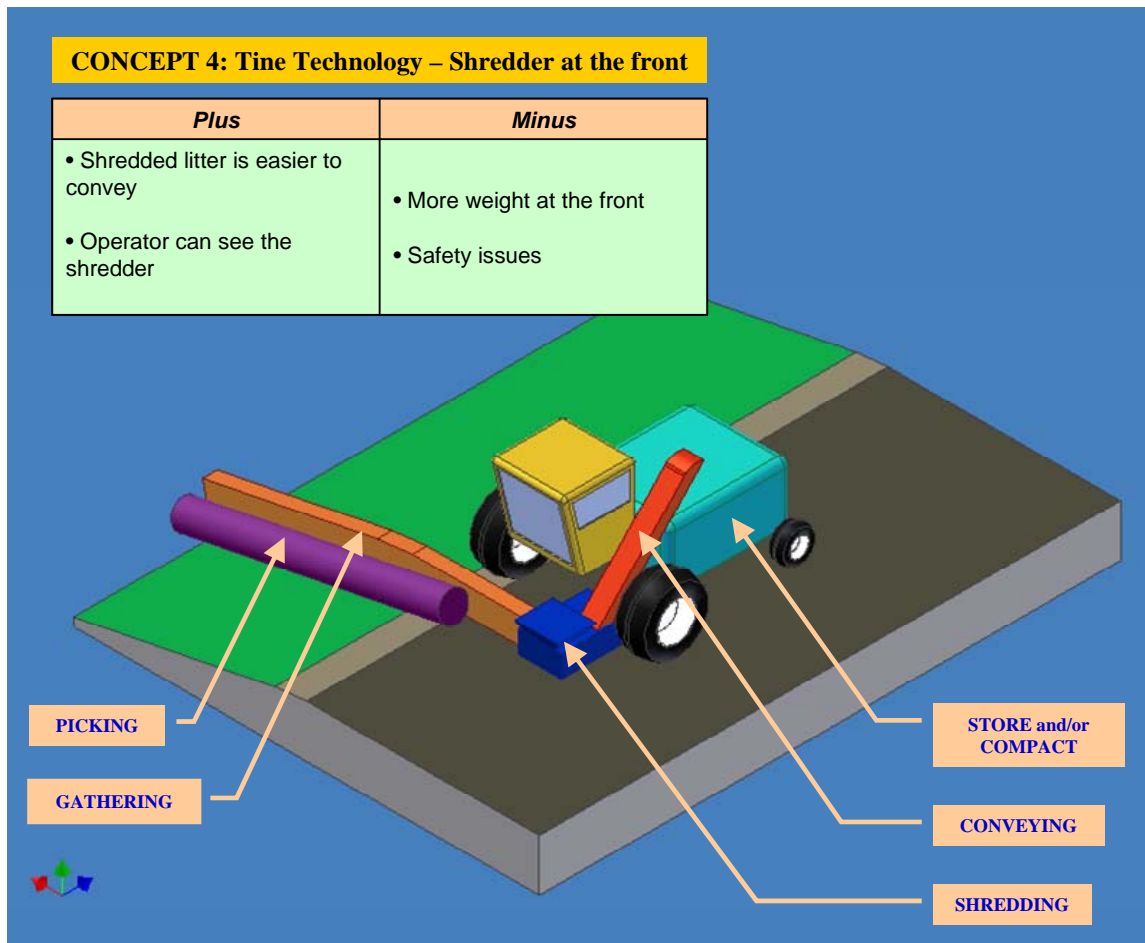 CONCEPT 4: Tine Technology – Shredder at the front
Plus
Minus
• Shredded litter is easier to
convey
• Operator can see the
shredder
• More weight at the front
• Safety issues
PICKING
GATHERING
STORE and/or
COMPACT
CONVEYING
SHREDDING